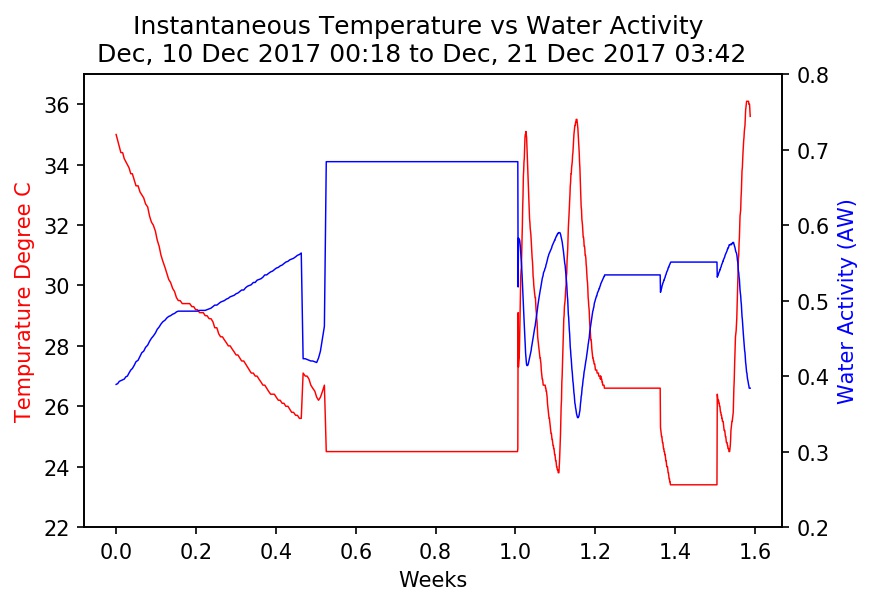 Instantaneous Temperature vs Water Activity
Dec, 10 Dec 2017 00:18 to Dec, 21 Dec 2017 03:42
Tempurature Degree C
36
34
32
30
28
26
24
22
0.8
0.7
0.6
0.5
0.4
0.3
0.2
Water Activity (AW)
0.0 0.2 0.4 0.6 0.8 1.0 1.2 1.4 1.6
Weeks